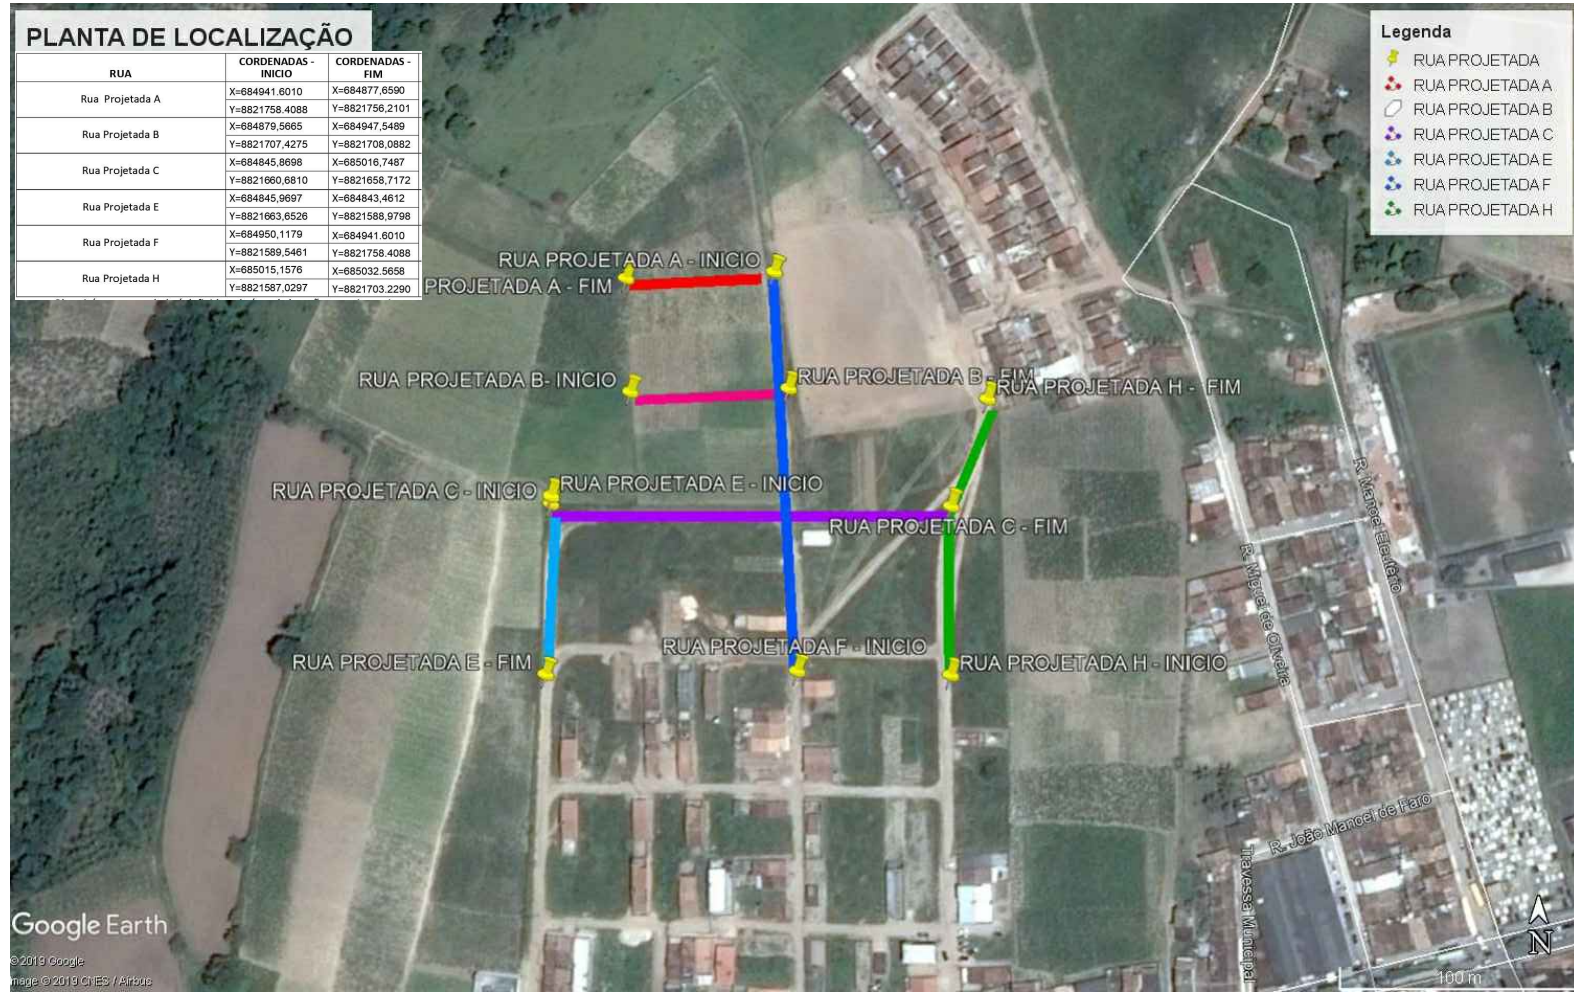 PLANTA DE LOCALIZAÇÃO
RUA CORDENADAS - INICIO CORDENADAS - FIM
Rua Projetada A
X=684941.6010 X=684877,6590
Y=8821758.4088 Y=8821756,2101
Rua Projetada B
X=684879,5665 X=684947,5489
Y=8821707,4275 Y=8821708,0882
Rua Projetada C
X=684845,8698 X=685016,7487
Y=8821660,6810 Y=8821658,7172
Rua Projetada E
X=684845,9697 X=684843,4612
Y=8821663,6526 Y=8821588,9798
Rua Projetada F
X=684950,1179 X=684941.6010
Y=8821589,5461 Y=8821758.4088
Rua Projetada H
X=685015,1576 X=685032.5658
Y=8821587,0297 Y=8821703.2290
Legenda
RUA PROJETADA
RUA PROJETADA A
RUA PROJETADA B
RUA PROJETADA C
RUA PROJETADA E
RUA PROJETADA F
RUA PROJETADA H
RUA PROJETADA A - INICIO
PROJETADA A - FIM
RUA PROJETADA B- INICIO
RUA PROJETADA B - FIM
RUA PROJETADA H - FIM
RUA PROJETADA C - INICIO
RUA PROJETADA E - INICIO
RUA PROJETADA C - FIM
RUA PROJETADA F - INICIO
RUA PROJETADA E - FIM
RUA PROJETADA H - INICIO
R. Manoel Eleutério
R. Miguel de Oliveira
R. João Manoel de Faro
Travessa Municipal
Google Earth
©2019 Google
mage © 2019 CNES / Airbus
N
100 m